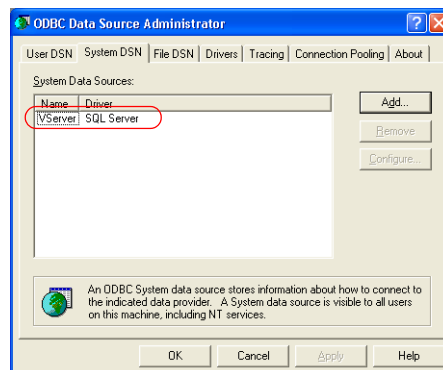 ODBC Data Source Administrator
User DSN System DSN File DSN Drivers Tracing Connection Pooling About
System Data Sources:
Name Driver
VServer SQL Server
Add...
Remove
Configure...
An ODBC System data source stores information about how to connect to
the indicated data provider. A System data source is visible to all users
on this machine, including NT services.
OK Cancel Apply Help